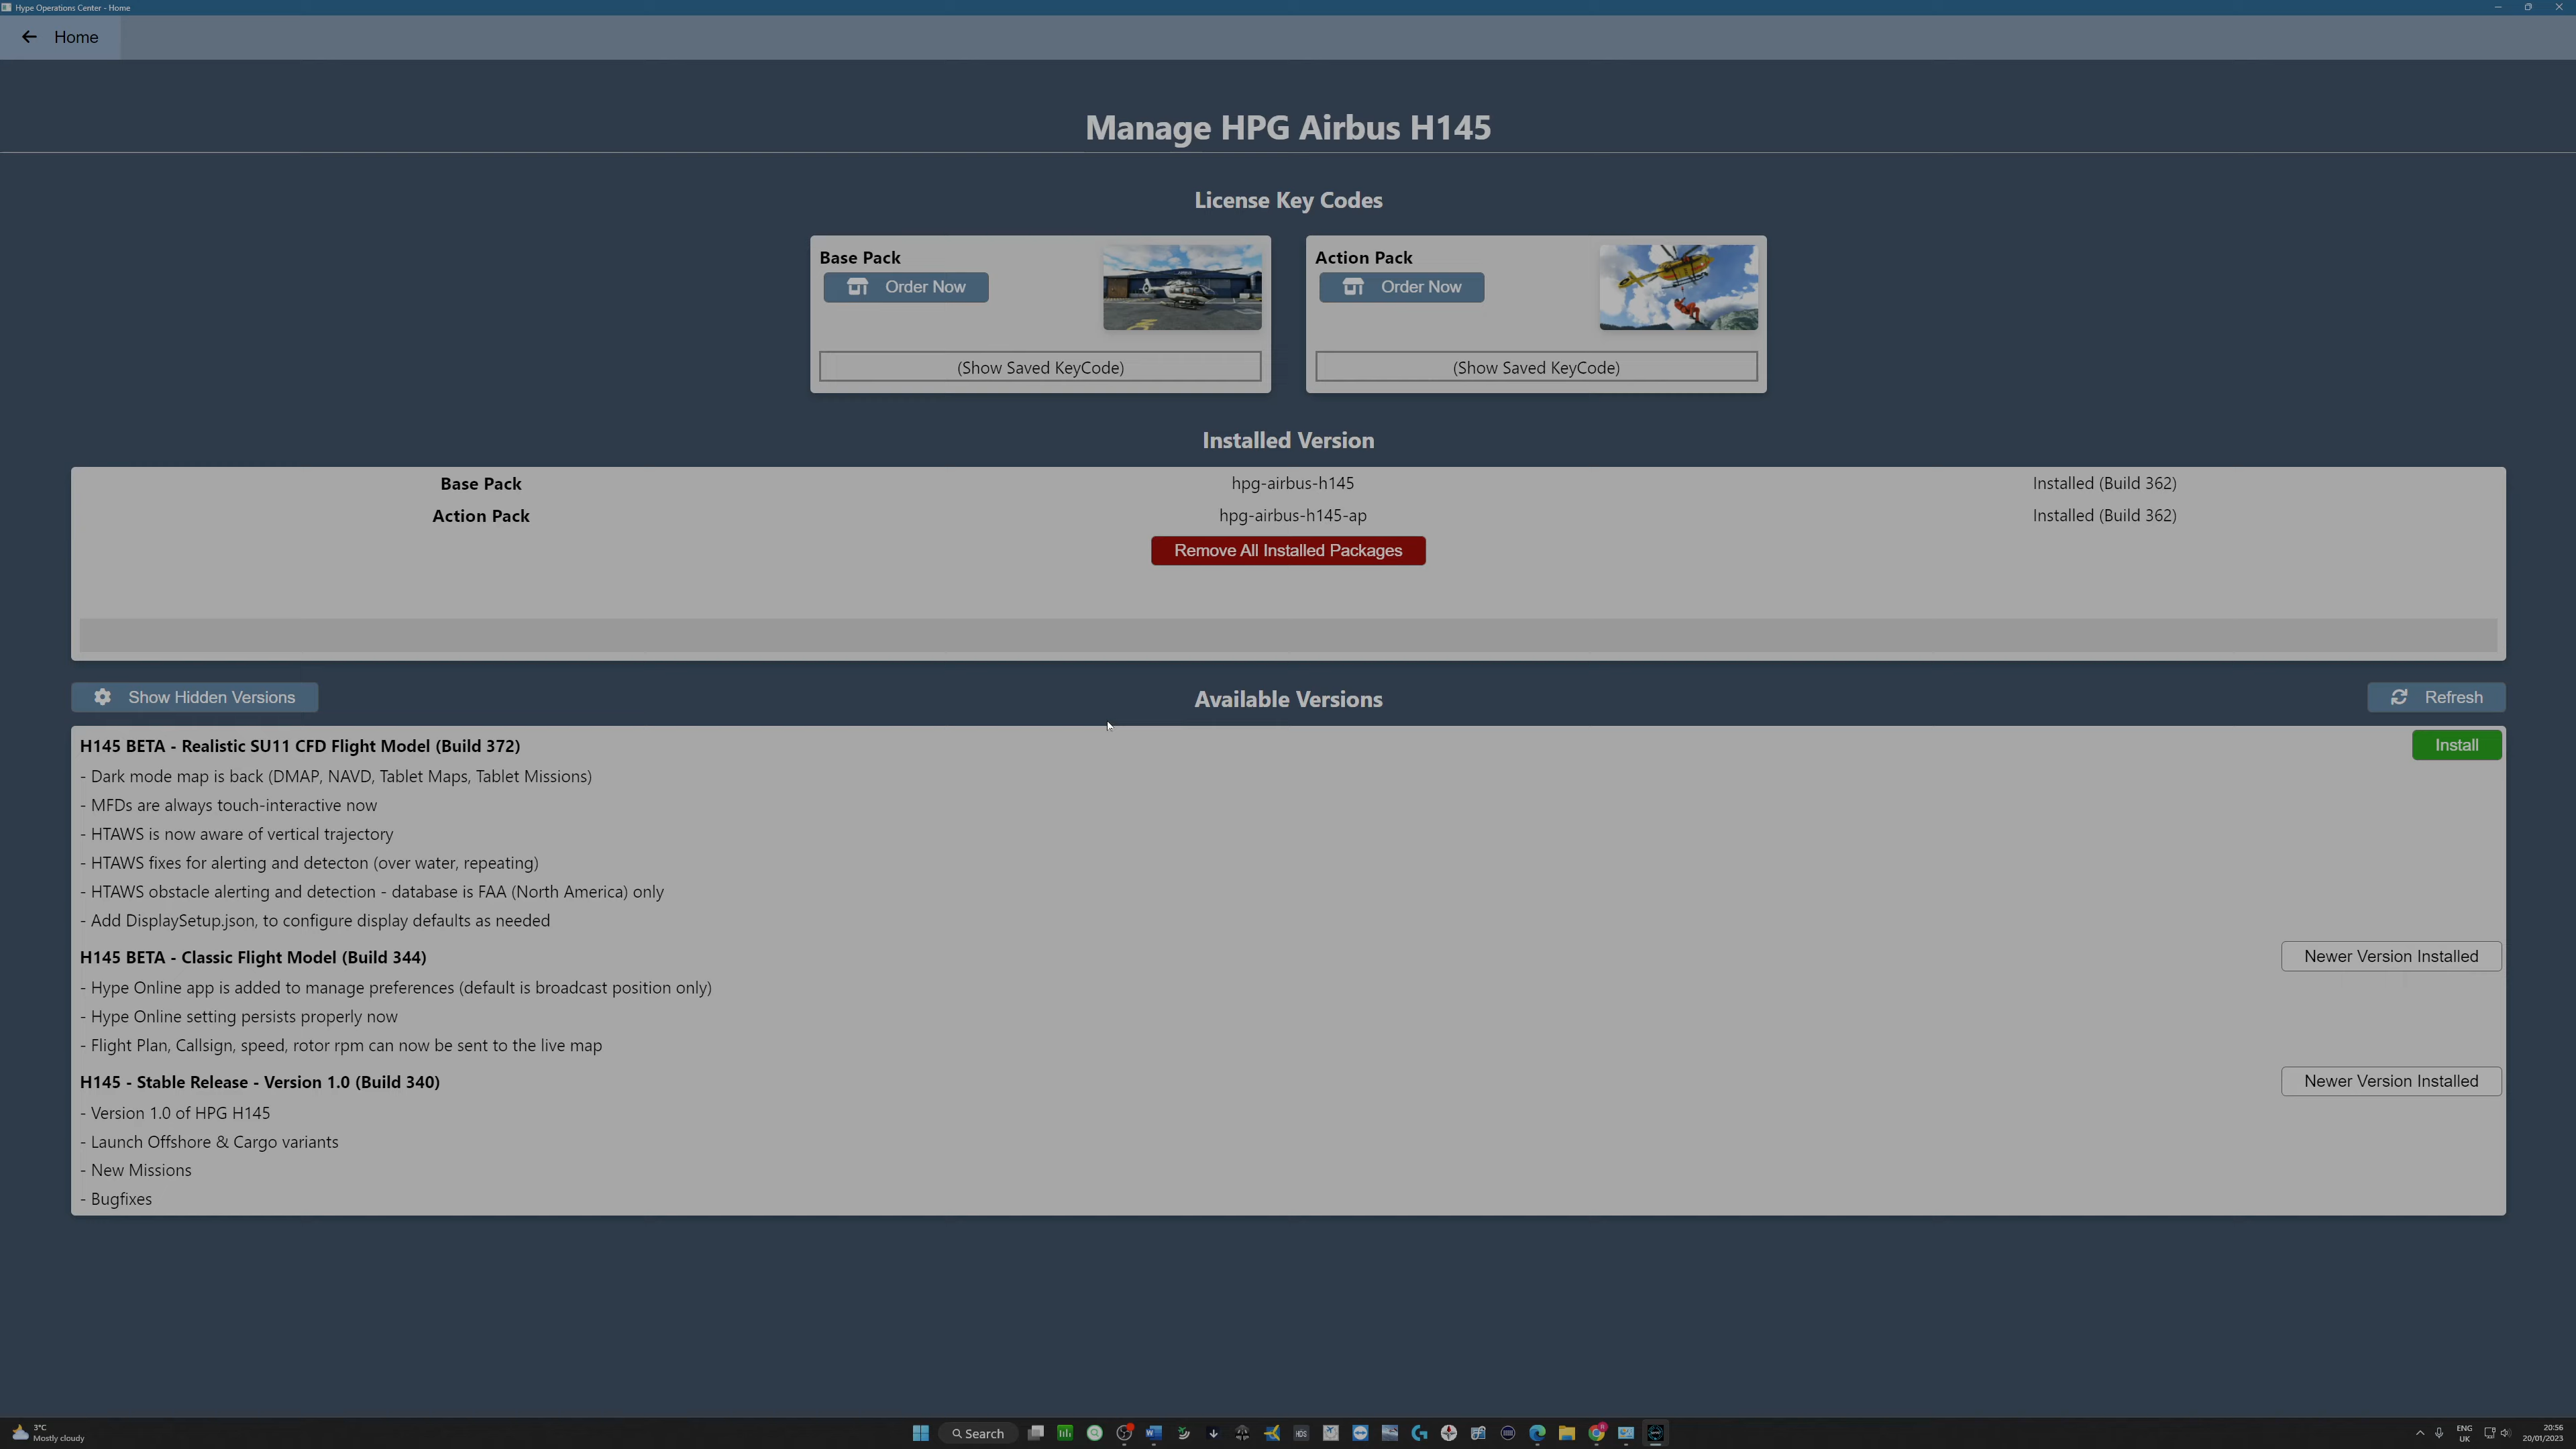 Hype Operations Center - Home
Home
Manage HPG Airbus H145
License Key Codes
Base Pack
Order Now
(Show Saved KeyCode)
Action Pack
Order Now
(Show Saved KeyCode)
Installed Version
Base Pack hpg-airbus-h145 Installed (Build 362)
Action Pack hpg-airbus-h145-ap Installed (Build 362)
Remove All Installed Packages
Show Hidden Versions
Available Versions
Refresh
H145 BETA - Realistic SU11 CFD Flight Model (Build 372)
Install
- Dark mode map is back (DMAP, NAVD, Tablet Maps, Tablet Missions)
- MFDs are always touch-interactive now
- HTAWS is now aware of vertical trajectory
- HTAWS fixes for alerting and detecton (over water, repeating)
- HTAWS obstacle alerting and detection - database is FAA (North America) only
- Add DisplaySetup.json, to configure display defaults as needed
H145 BETA - Classic Flight Model (Build 344)
Newer Version Installed
- Hype Online app is added to manage preferences (default is broadcast position only)
- Hype Online setting persists properly now
- Flight Plan, Callsign, speed, rotor rpm can now be sent to the live map
H145 - Stable Release - Version 1.0 (Build 340)
Newer Version Installed
- Version 1.0 of HPG H145
- Launch Offshore & Cargo variants
- New Missions
- Bugfixes
3°C
Mostly cloudy
Search
HDS
ENG
UK
20:56
20/01/2023